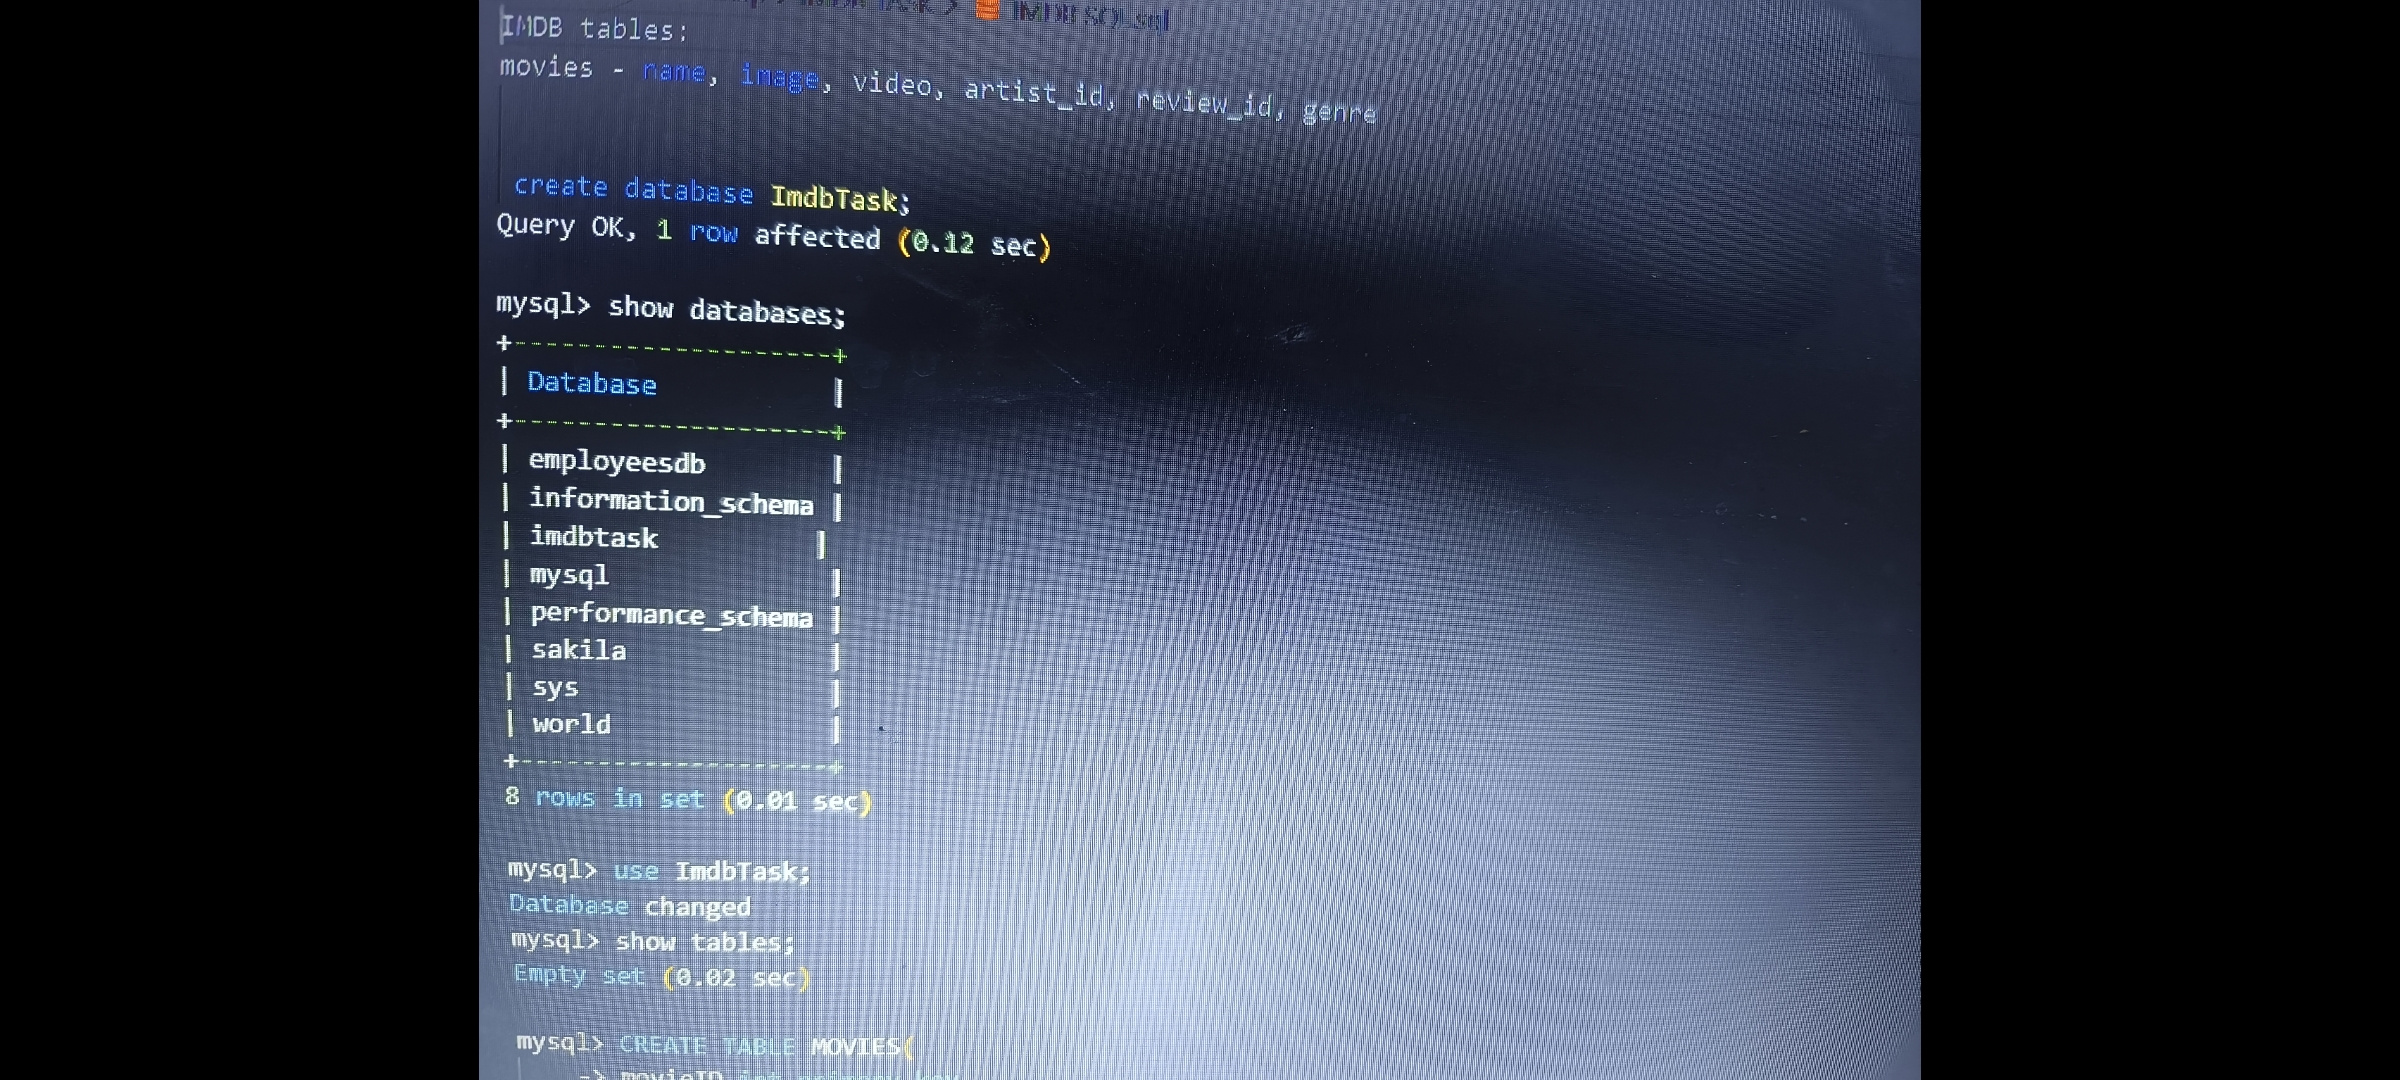 IMDB TASK > IMDB SQL.sql
IMDB tables:
movies - name, image, video, artist_id, review_id, genre
create database ImdbTask;
Query OK, 1 row affected (0.12 sec)
mysql> show databases;
+--------------------+
| Database           |
+--------------------+
| employeesdb        |
| information_schema |
| imdbtask          |
| mysql              |
| performance_schema |
| sakila             |
| sys                |
| world              |
+--------------------+
8 rows in set (0.01 sec)
mysql> use ImdbTask;
Database changed
mysql> show tables;
Empty set (0.02 sec)
mysql> CREATE TABLE MOVIES(
-> movieID int primary key